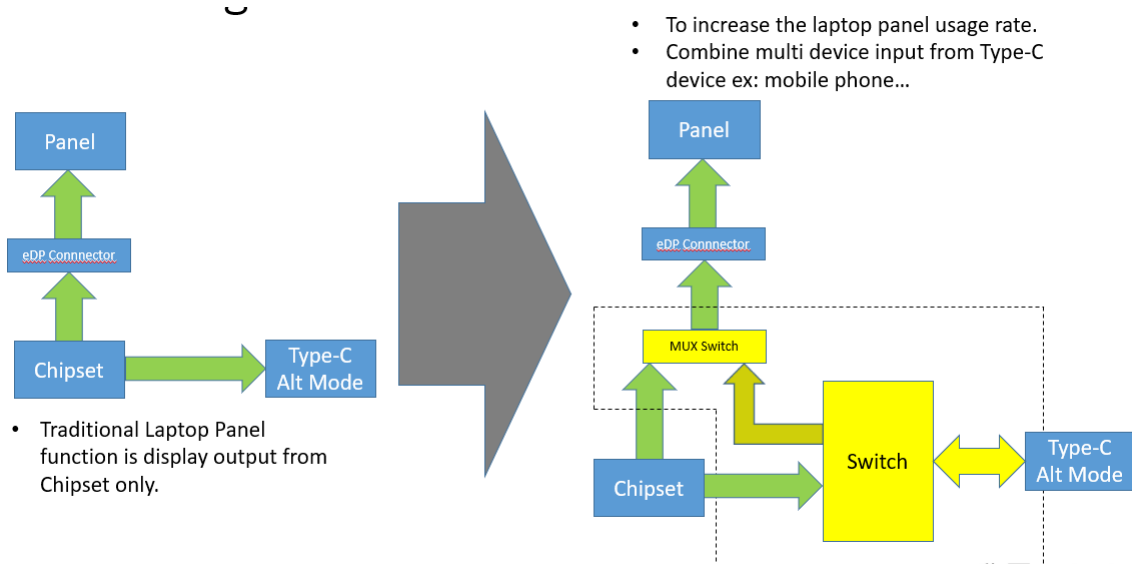 Panel
eDP Connnector
Chipset
Type-C
Alt Mode
• Traditional Laptop Panel
function is display output from
Chipset only.
• To increase the laptop panel usage rate.
• Combine multi device input from Type-C
device ex: mobile phone...
Panel
eDP Connnector
MUX Switch
Chipset
Switch
Type-C
Alt Mode